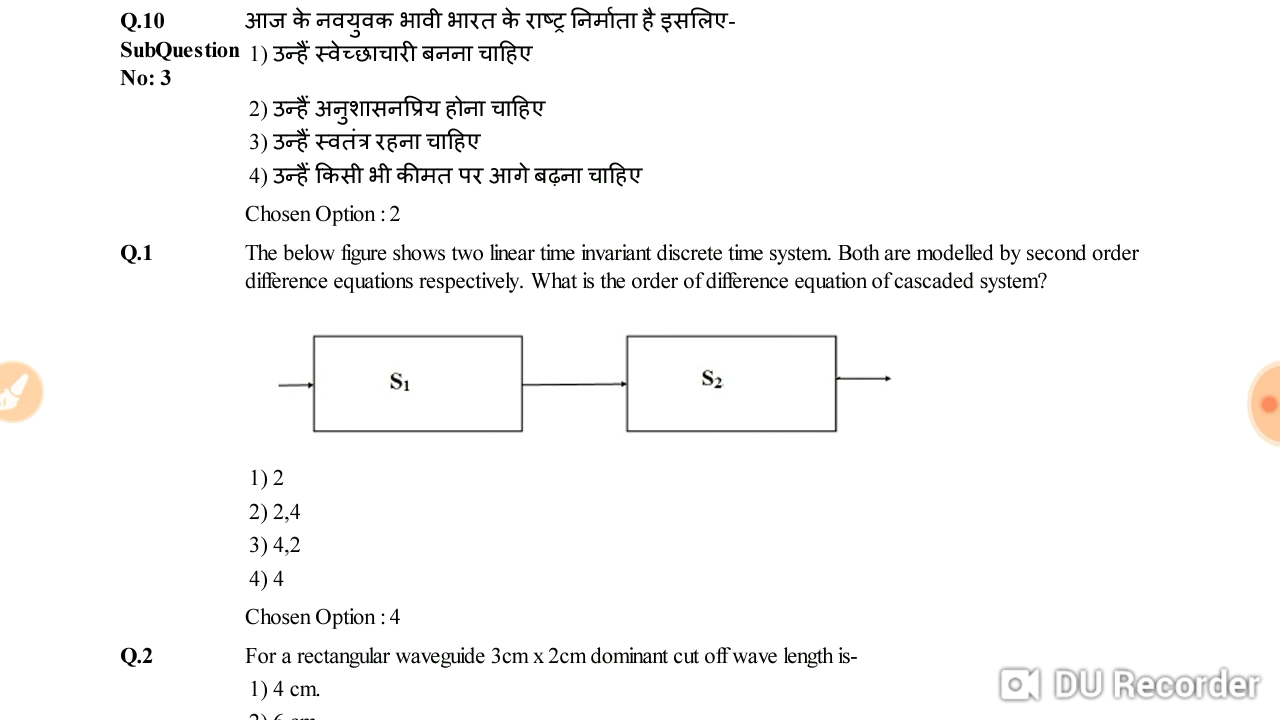 Q.10 आज के नवयुवक भावी भारत के राष्ट्र निर्माता है इसलिए-
SubQuestion No: 3
1) उन्हैं स्वेच्छाचारी बनना चाहिए
2) उन्हैं अनुशासनप्रिय होना चाहिए
3) उन्हैं स्वतंत्र रहना चाहिए
4) उन्हैं किसी भी कीमत पर आगे बढ़ना चाहिए
Chosen Option : 2
Q.1 The below figure shows two linear time invariant discrete time system. Both are modelled by second order
difference equations respectively. What is the order of difference equation of cascaded system?
S₁ S₂
1) 2
2) 2,4
3) 4,2
4) 4
Chosen Option : 4
Q.2 For a rectangular waveguide 3cm x 2cm dominant cut off wave length is-
1) 4 cm.
DU Recorder